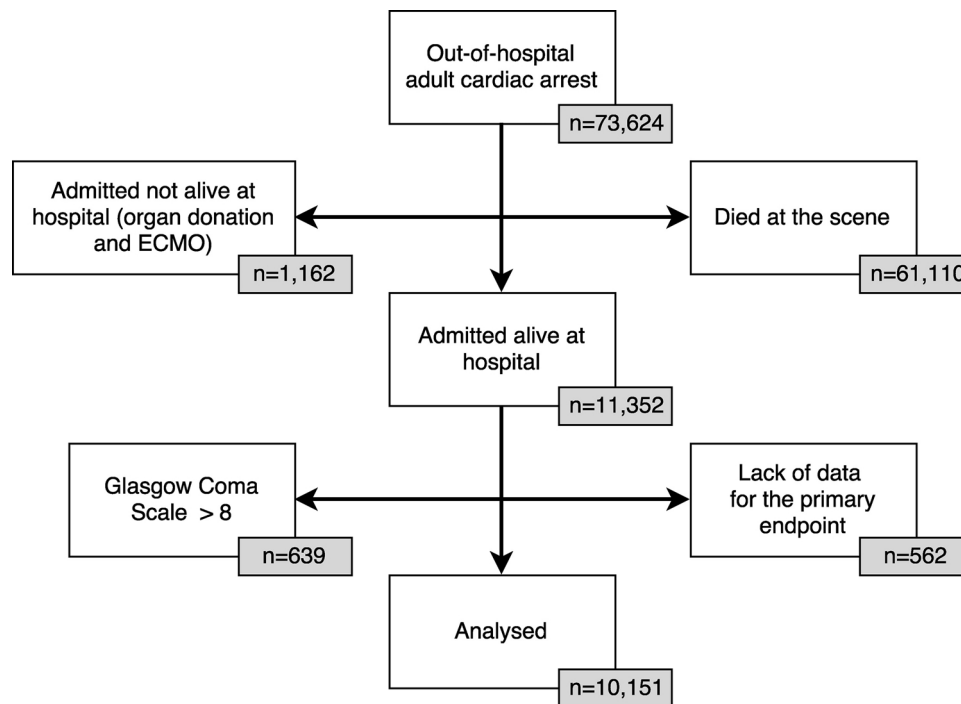 Out-of-hospital
adult cardiac arrest
n=73,624
Admitted not alive at
hospital (organ donation
and ECMO)
n=1,162
Died at the scene
n=61,110
Admitted alive at
hospital
n=11,352
Glasgow Coma
Scale > 8
n=639
Lack of data
for the primary
endpoint
n=562
Analysed
n=10,151